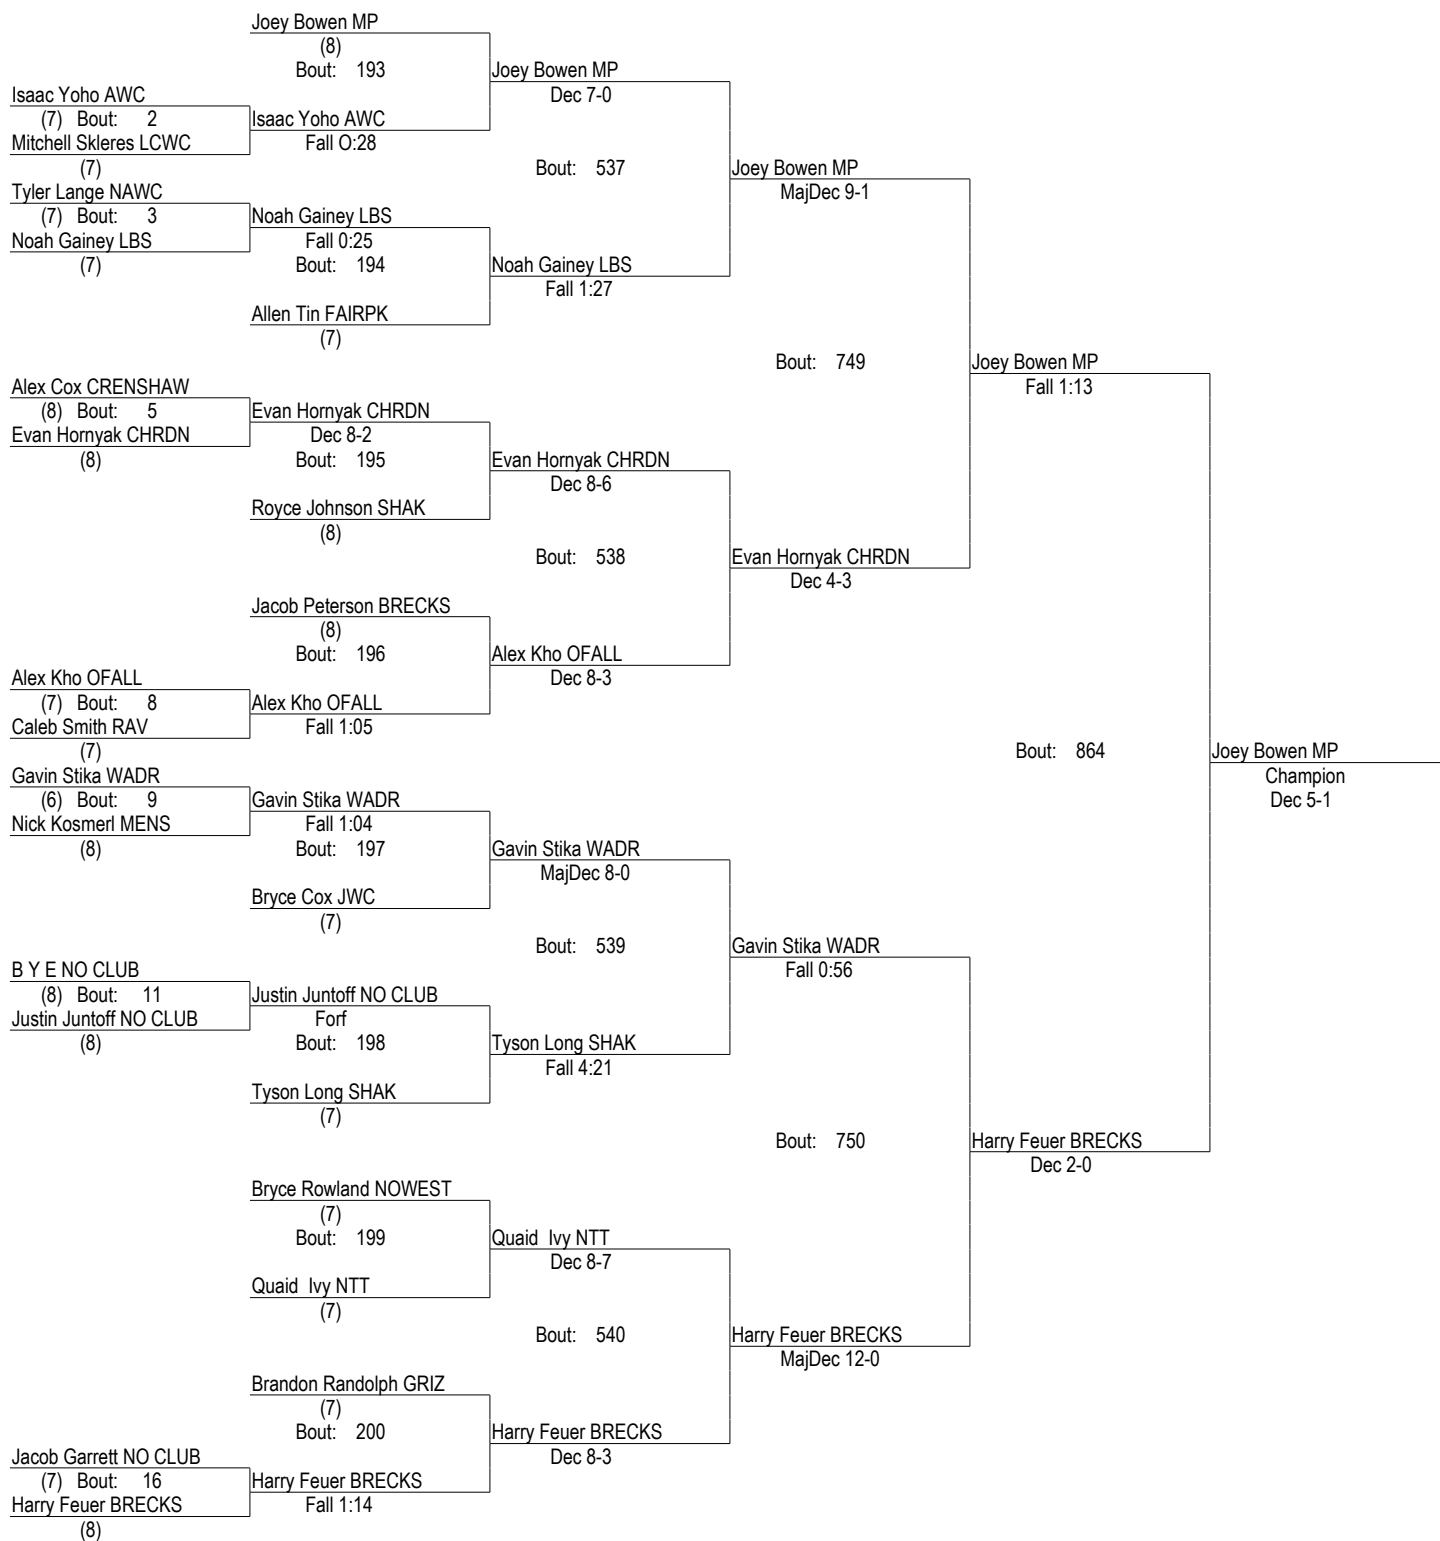 Joey Bowen MP
(8)
Bout: 193
Joey Bowen MP
Dec 7-0
Isaac Yoho AWC
(7) Bout: 2
Isaac Yoho AWC
Mitchell Skleres LCWC
Fall O:28
(7)
Bout: 537
Joey Bowen MP
MajDec 9-1
Tyler Lange NAWC
(7) Bout: 3
Noah Gainey LBS
Noah Gainey LBS
Fall 0:25
(7)
Bout: 194
Noah Gainey LBS
Fall 1:27
Allen Tin FAIRPK
(7)
Bout: 749
Joey Bowen MP
Fall 1:13
Alex Cox CRENSHAW
(8) Bout: 5
Evan Hornyak CHRDN
Evan Hornyak CHRDN
Dec 8-2
(8)
Bout: 195
Evan Hornyak CHRDN
Dec 8-6
Royce Johnson SHAK
(8)
Bout: 538
Evan Hornyak CHRDN
Dec 4-3
Jacob Peterson BRECKS
(8)
Bout: 196
Alex Kho OFALL
Dec 8-3
Alex Kho OFALL
(7) Bout: 8
Alex Kho OFALL
Caleb Smith RAV
Fall 1:05
(7)
Bout: 864
Joey Bowen MP
Champion
Dec 5-1
Gavin Stika WADR
(6) Bout: 9
Gavin Stika WADR
Nick Kosmerl MENS
Fall 1:04
(8)
Bout: 197
Gavin Stika WADR
MajDec 8-0
Bryce Cox JWC
(7)
Bout: 539
Gavin Stika WADR
Fall 0:56
B Y E NO CLUB
(8) Bout: 11
Justin Juntoff NO CLUB
Justin Juntoff NO CLUB
Forf
(8)
Bout: 198
Tyson Long SHAK
Fall 4:21
Tyson Long SHAK
(7)
Bout: 750
Harry Feuer BRECKS
Dec 2-0
Bryce Rowland NOWEST
(7)
Bout: 199
Quaid Ivy NTT
Dec 8-7
Quaid Ivy NTT
(7)
Bout: 540
Harry Feuer BRECKS
MajDec 12-0
Brandon Randolph GRIZ
(7)
Bout: 200
Harry Feuer BRECKS
Dec 8-3
Jacob Garrett NO CLUB
(7) Bout: 16
Harry Feuer BRECKS
Harry Feuer BRECKS
Fall 1:14
(8)